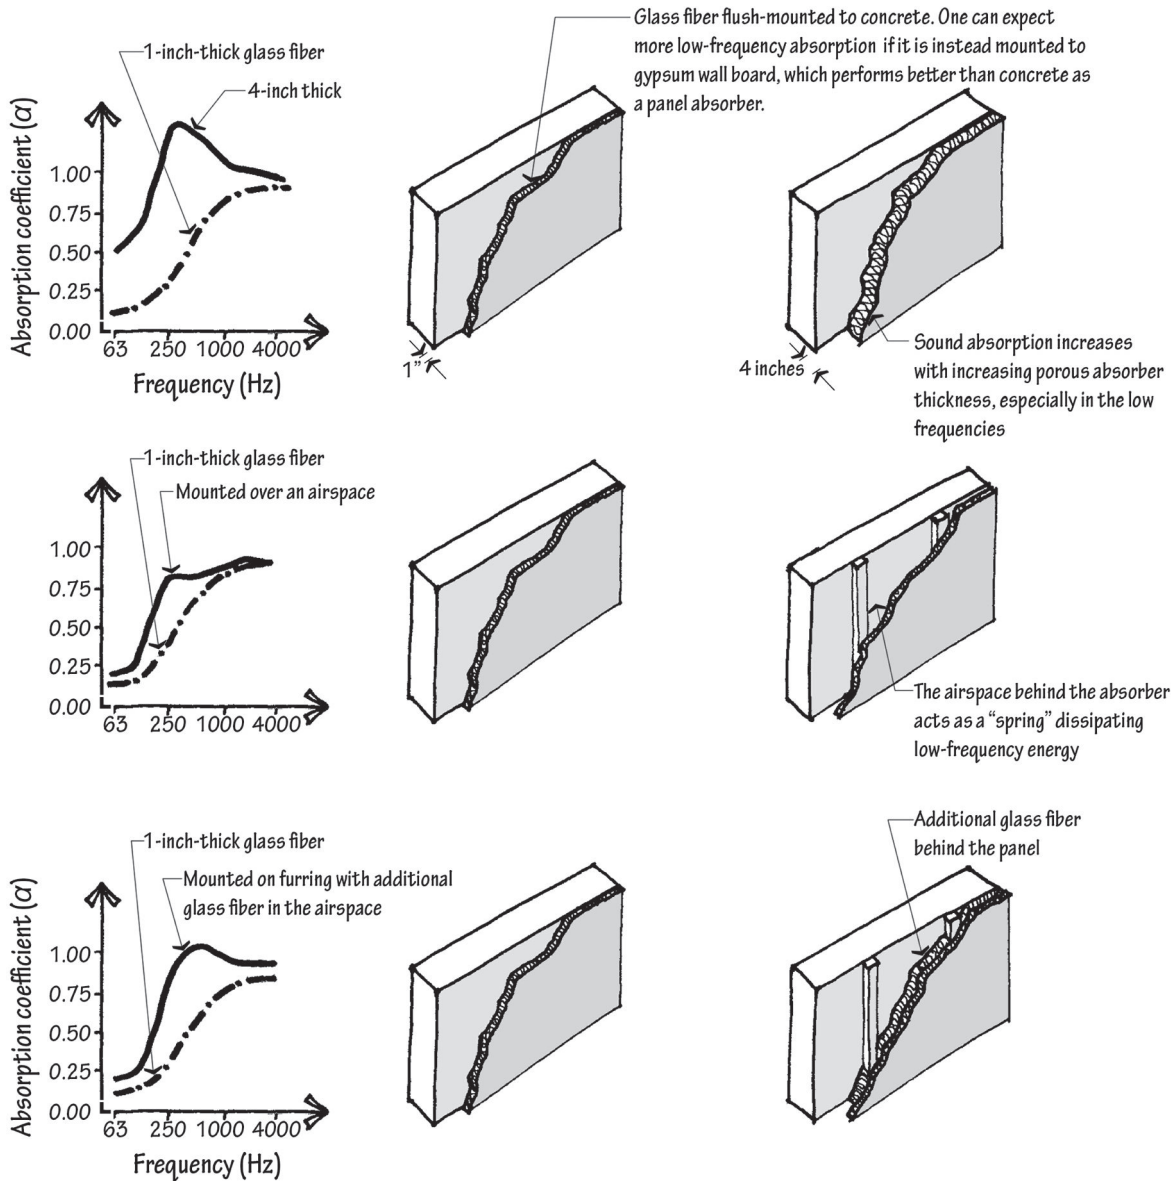 Glass fiber flush-mounted to concrete. One can expect
more low-frequency absorption if it is instead mounted to
gypsum wall board, which performs better than concrete as
a panel absorber.
1-inch-thick glass fiber
4-inch thick
Absorption coefficient (α)
1.00
0.75
0.50
0.25
0.00
63 250 1000 4000
Frequency (Hz)
1"
4 inches
Sound absorption increases
with increasing porous absorber
thickness, especially in the low
frequencies
1-inch-thick glass fiber
Mounted over an airspace
1.00
0.75
0.50
0.25
0.00
63 250 1000 4000
The airspace behind the absorber
acts as a “spring” dissipating
low-frequency energy
Additional glass fiber
behind the panel
1-inch-thick glass fiber
Mounted on furring with additional
glass fiber in the airspace
Absorption coefficient (α)
1.00
0.75
0.50
0.25
0.00
63 250 1000 4000
Frequency (Hz)